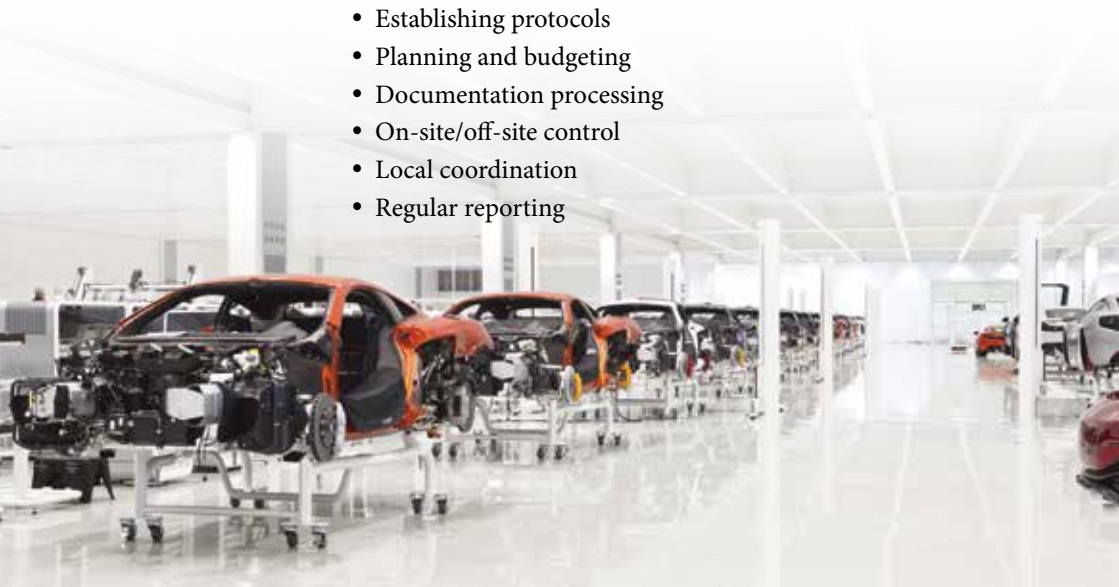 • Establishing protocols
• Planning and budgeting
• Documentation processing
• On-site/off-site control
• Local coordination
• Regular reporting